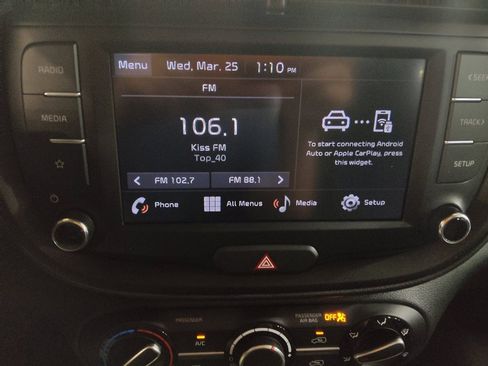 Menu Wed, Mar. 25 1:10 PM
RADIO
MEDIA
<SEEK
TRACK>
SETUP
FM
106.1
Kiss FM
Top_40
< FM 102.7 FM 88.1 >
To start connecting Android
Auto or Apple CarPlay, press
this widget.
Phone All Menus Media Setup
PASSENGER PASSENGER
AIR BAG OFF
A/C